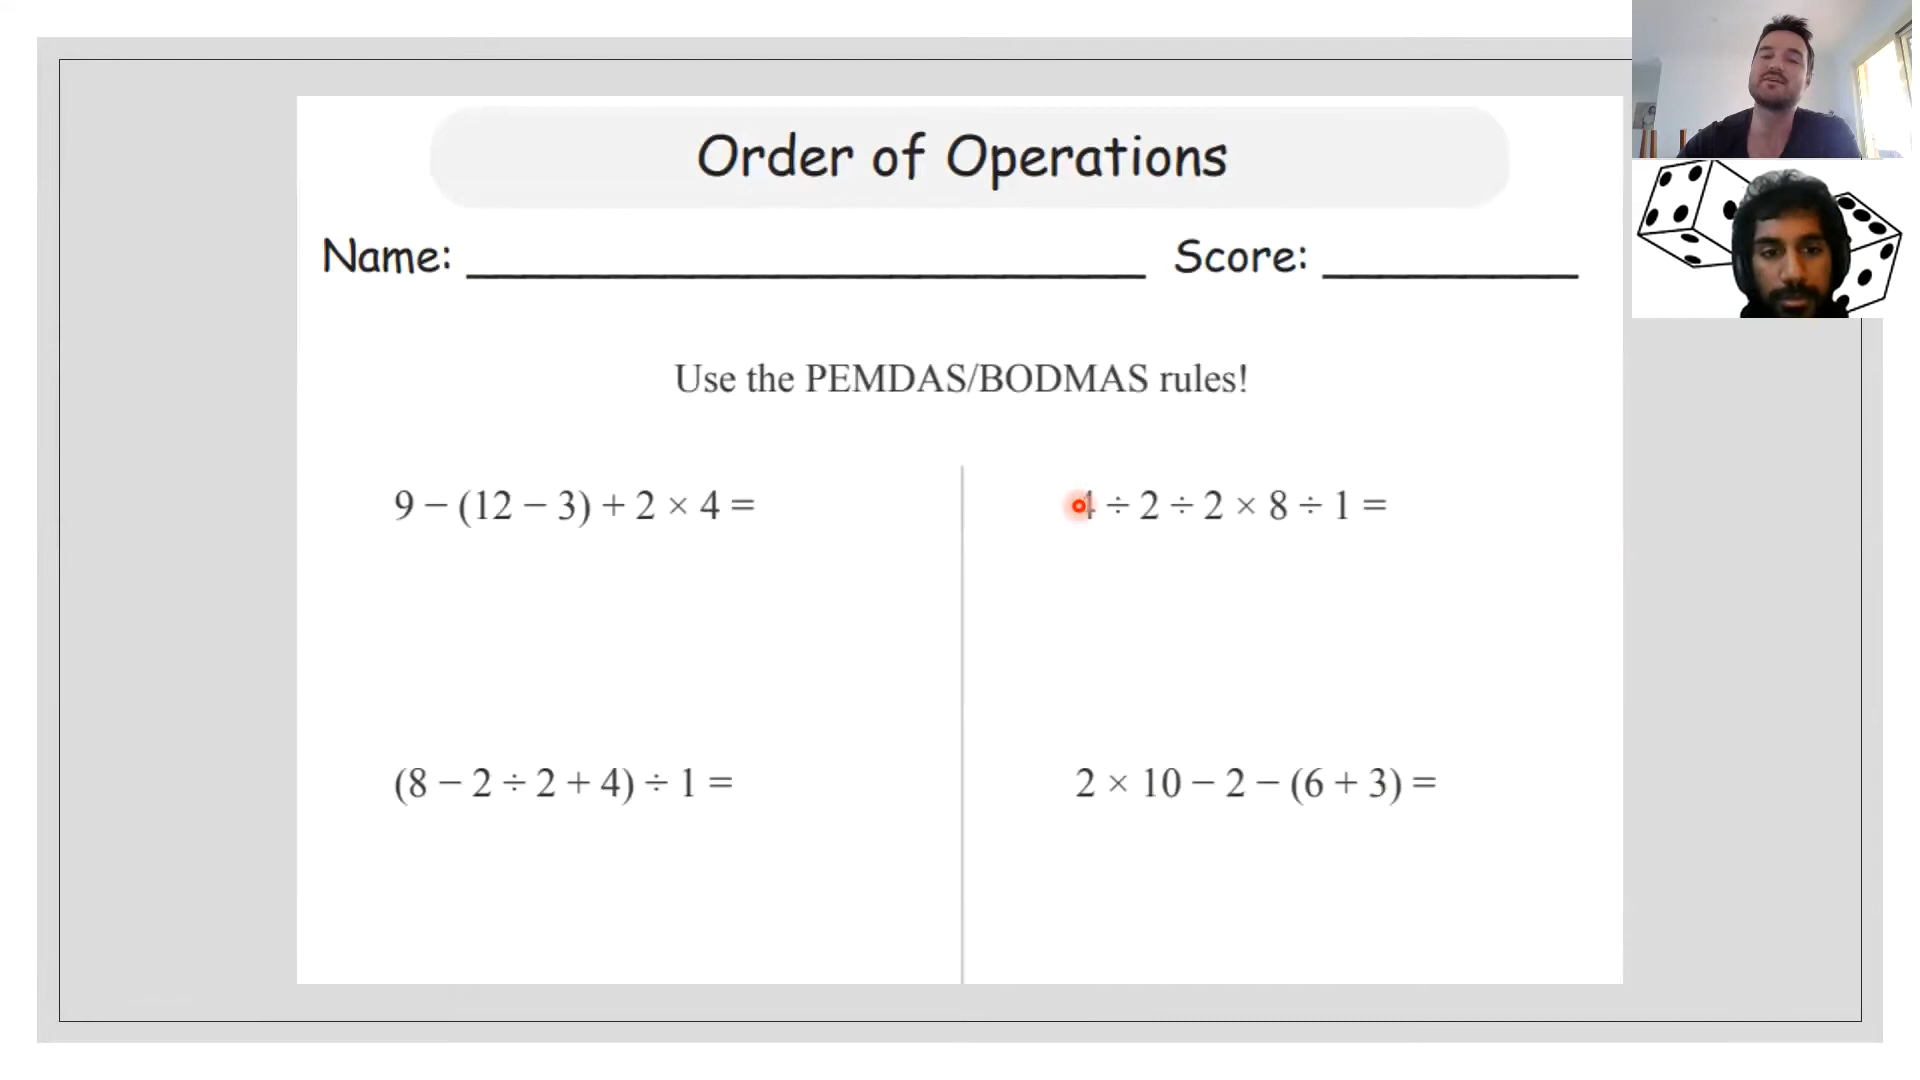 Order of Operations
Name: Score:
Use the PEMDAS/BODMAS rules!
9 − (12 − 3) + 2 × 4 =
4 ÷ 2 ÷ 2 × 8 ÷ 1 =
(8 − 2 ÷ 2 + 4) ÷ 1 =
2 × 10 − 2 − (6 + 3) =